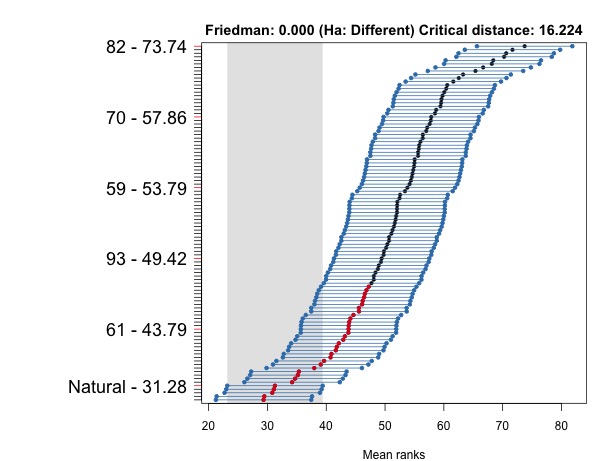 Friedman: 0.000 (Ha: Different) Critical distance: 16.224
82 - 73.74
70 - 57.86
59 - 53.79
93 - 49.42
61 - 43.79
Natural - 31.28
20 30 40 50 60 70 80
Mean ranks